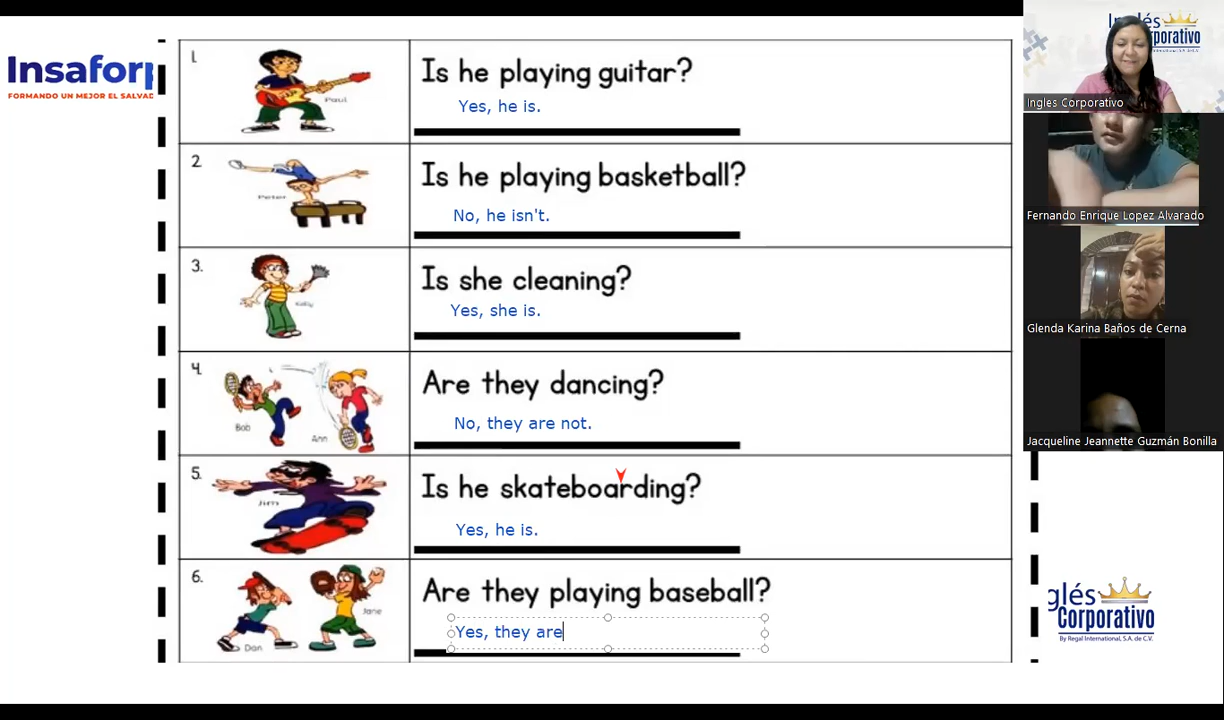 Insafor
FORMANDO UN MEJOR EL SALVAD
1.
Paul
Is he playing guitar?
Yes, he is.
2.
Peter
Is he playing basketball?
No, he isn't.
3.
Kelly
Is she cleaning?
Yes, she is.
4.
Bob
Ann
Are they dancing?
No, they are not.
5.
Jim
Is he skateboarding?
Yes, he is.
6.
Dan
Jane
Are they playing baseball?
Yes, they are
Inglés
Corporativo
Ingles Corporativo
Fernando Enrique Lopez Alvarado
Glenda Karina Baños de Cerna
Jacqueline Jeannette Guzmán Bonilla
glés
Corporativo
By Regal International, S.A. de C.V.